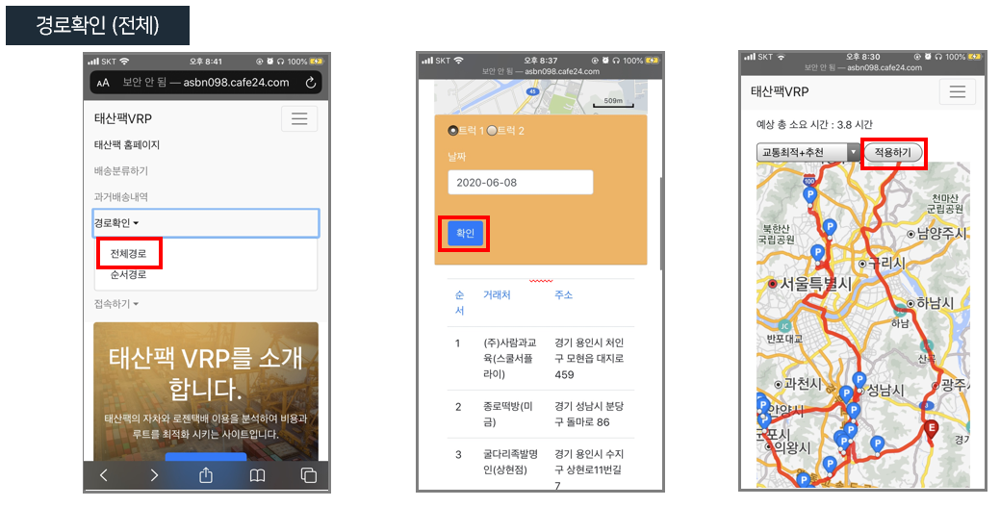 경로확인 (전체)
SKT 오후 8:41 100%
AA 보안 안 됨 — asbn098.cafe24.com
태산팩VRP
태산팩 홈페이지
배송분류하기
과거배송내역
경로확인
전체경로
순서경로
접속하기
태산팩 VRP를 소개
합니다.
태산팩의 자차와 로젠택배 이용을 분석하여 비용과
루트를 최적화 시키는 사이트입니다.
SKT 오후 8:37 100%
보안 안 됨 — asbn098.cafe24.com
45
509m
트럭 1 트럭 2
날짜
2020-06-08
확인
순서 거래처 주소
1 (주)사람과교 경기 용인시 처인
육(스쿨서플 구 모현읍 대지로
라이) 459
2 종로떡방(미 경기 성남시 분당
금) 구 돌마로 86
3 굴다리족발명 경기 용인시 수지
인(상현점) 구 상현로11번길
7
SKT 오후 8:30 100%
보안 안 됨 — asbn098.cafe24.com
태산팩VRP
예상 총 소요 시간 : 3.8 시간
교통최적+추천 적용하기
100
천마산
군립공원
북한산
국립공원
남양주시
구리시
서울특별시
하남시
하남
JC
반포대교
산곡
과천시
성남시
광주
안양시
E
군포시
경기
의왕시
P